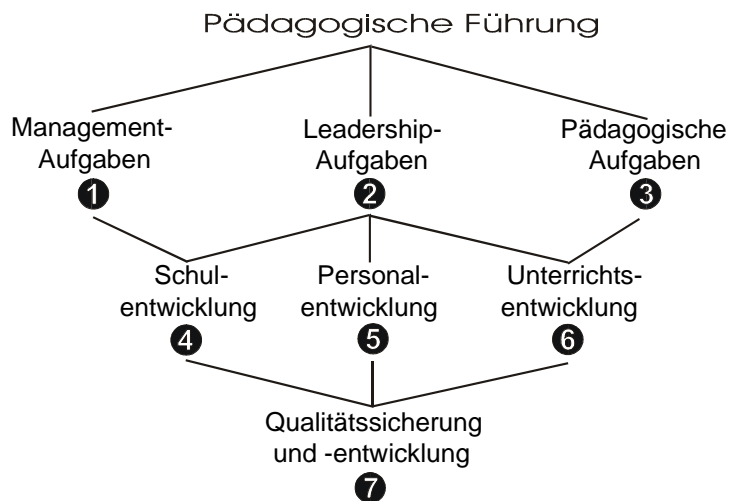 Pädagogische Führung
Management-
Aufgaben
1
Leadership-
Aufgaben
2
Pädagogische
Aufgaben
3
Schul-
entwicklung
4
Personal-
entwicklung
5
Unterrichts-
entwicklung
6
Qualitätssicherung
und -entwicklung
7